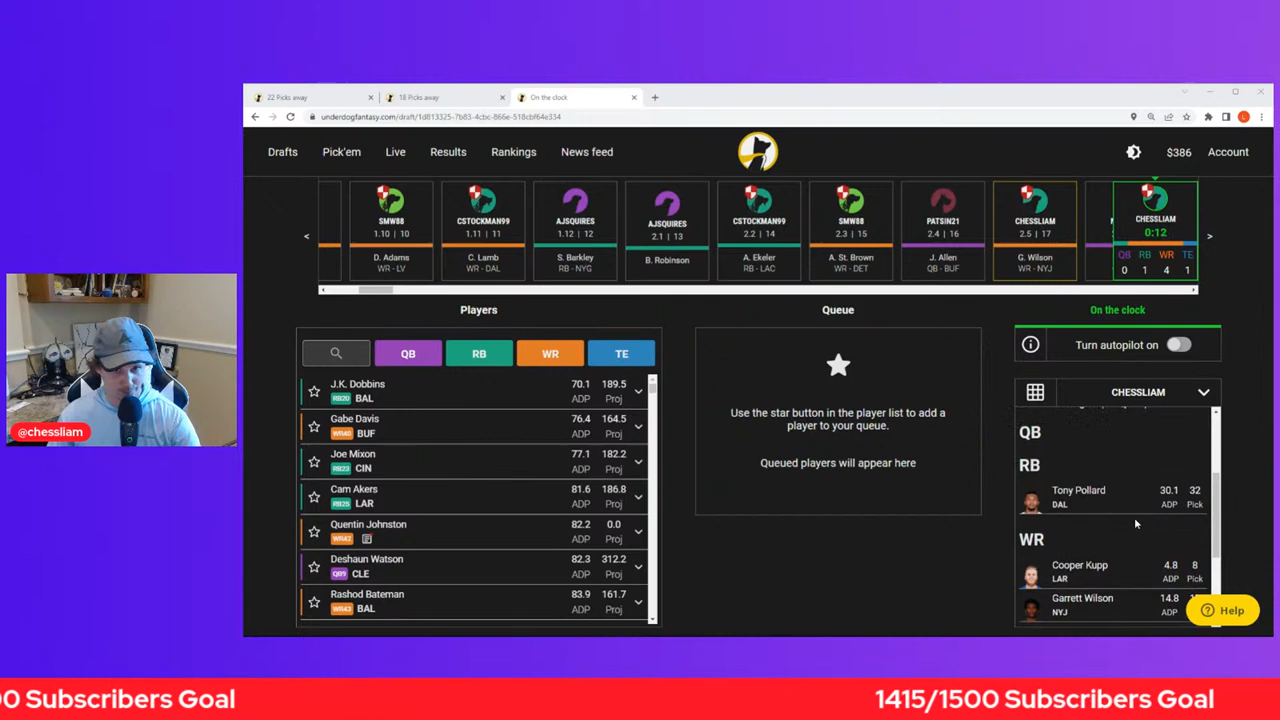 22 Picks away
18 Picks away
On the clock
underdogfantasy.com/draft/1d813325-7b83-4cbc-866e-518cbf64e334
Drafts Pick'em Live Results Rankings News feed
$386 Account
SMW88
1.10 | 10
D. Adams
WR - LV
CSTOCKMAN99
1.11 | 11
C. Lamb
WR - DAL
AJSQUIRES
1.12 | 12
S. Barkley
RB - NYG
AJSQUIRES
2.1 | 13
B. Robinson
CSTOCKMAN99
2.2 | 14
A. Ekeler
RB - LAC
SMW88
2.3 | 15
A. St. Brown
WR - DET
PATSIN21
2.4 | 16
J. Allen
QB - BUF
CHESSLIAM
2.5 | 17
G. Wilson
WR - NYJ
CHESSLIAM
0:12
QB RB WR TE
0 1 4 1
< >
Players
QB RB WR TE
J.K. Dobbins 70.1 189.5
RB20 BAL ADP Proj
Gabe Davis 76.4 164.5
WR40 BUF ADP Proj
Joe Mixon 77.1 182.2
RB23 CIN ADP Proj
Cam Akers 81.6 186.8
RB25 LAR ADP Proj
Quentin Johnston 82.2 0.0
WR42 ADP Proj
Deshaun Watson 82.3 312.2
QB9 CLE ADP Proj
Rashod Bateman 83.9 161.7
WR43 BAL ADP Proj
Queue
Use the star button in the player list to add a
player to your queue.
Queued players will appear here
On the clock
Turn autopilot on
CHESSLIAM
QB
RB
Tony Pollard 30.1 32
DAL ADP Pick
WR
Cooper Kupp 4.8 8
LAR ADP Pick
Garrett Wilson 14.8
NYJ ADP
Help
@chessliam
00 Subscribers Goal
1415/1500 Subscribers Goal